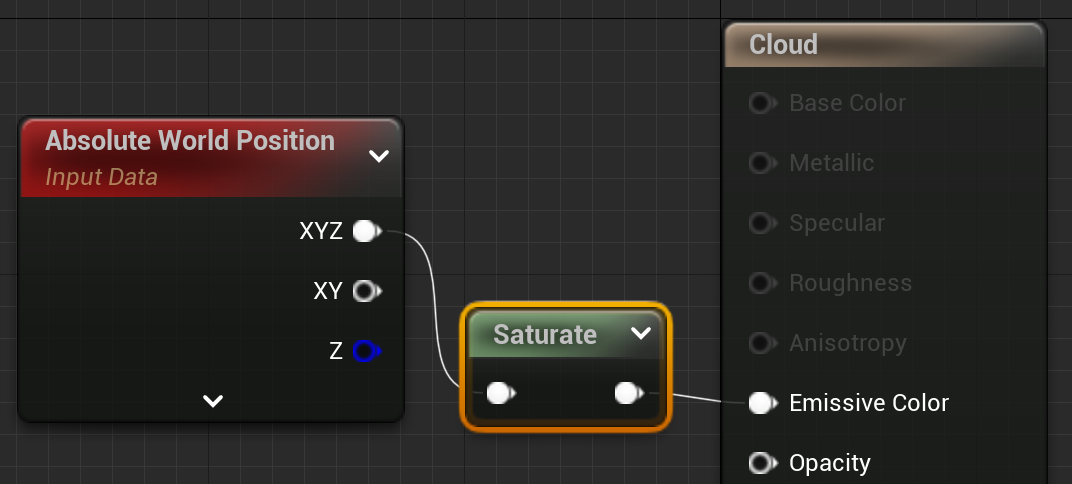 Absolute World Position
Input Data
XYZ
XY
Z
Saturate
Cloud
Base Color
Metallic
Specular
Roughness
Anisotropy
Emissive Color
Opacity